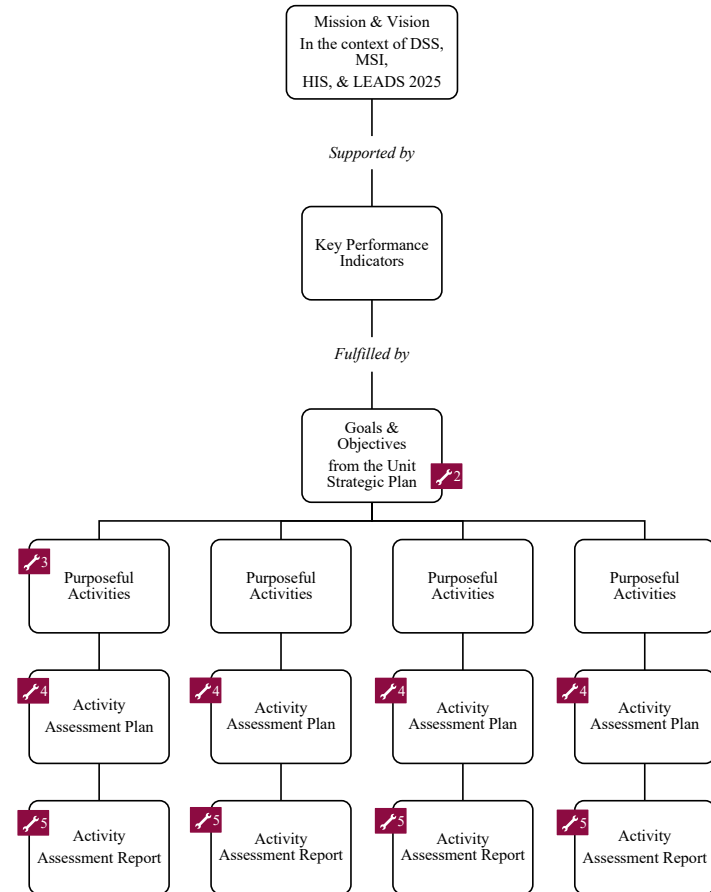 Mission & Vision
In the context of DSS,
MSI,
HIS, & LEADS 2025
Supported by
Key Performance
Indicators
Fulfilled by
Goals &
Objectives
from the Unit
Strategic Plan
2
3
Purposeful
Activities
Purposeful
Activities
Purposeful
Activities
Purposeful
Activities
4
Activity
Assessment Plan
4
Activity
Assessment Plan
4
Activity
Assessment Plan
4
Activity
Assessment Plan
5
Activity
Assessment Report
5
Activity
Assessment Report
5
Activity
Assessment Report
5
Activity
Assessment Report